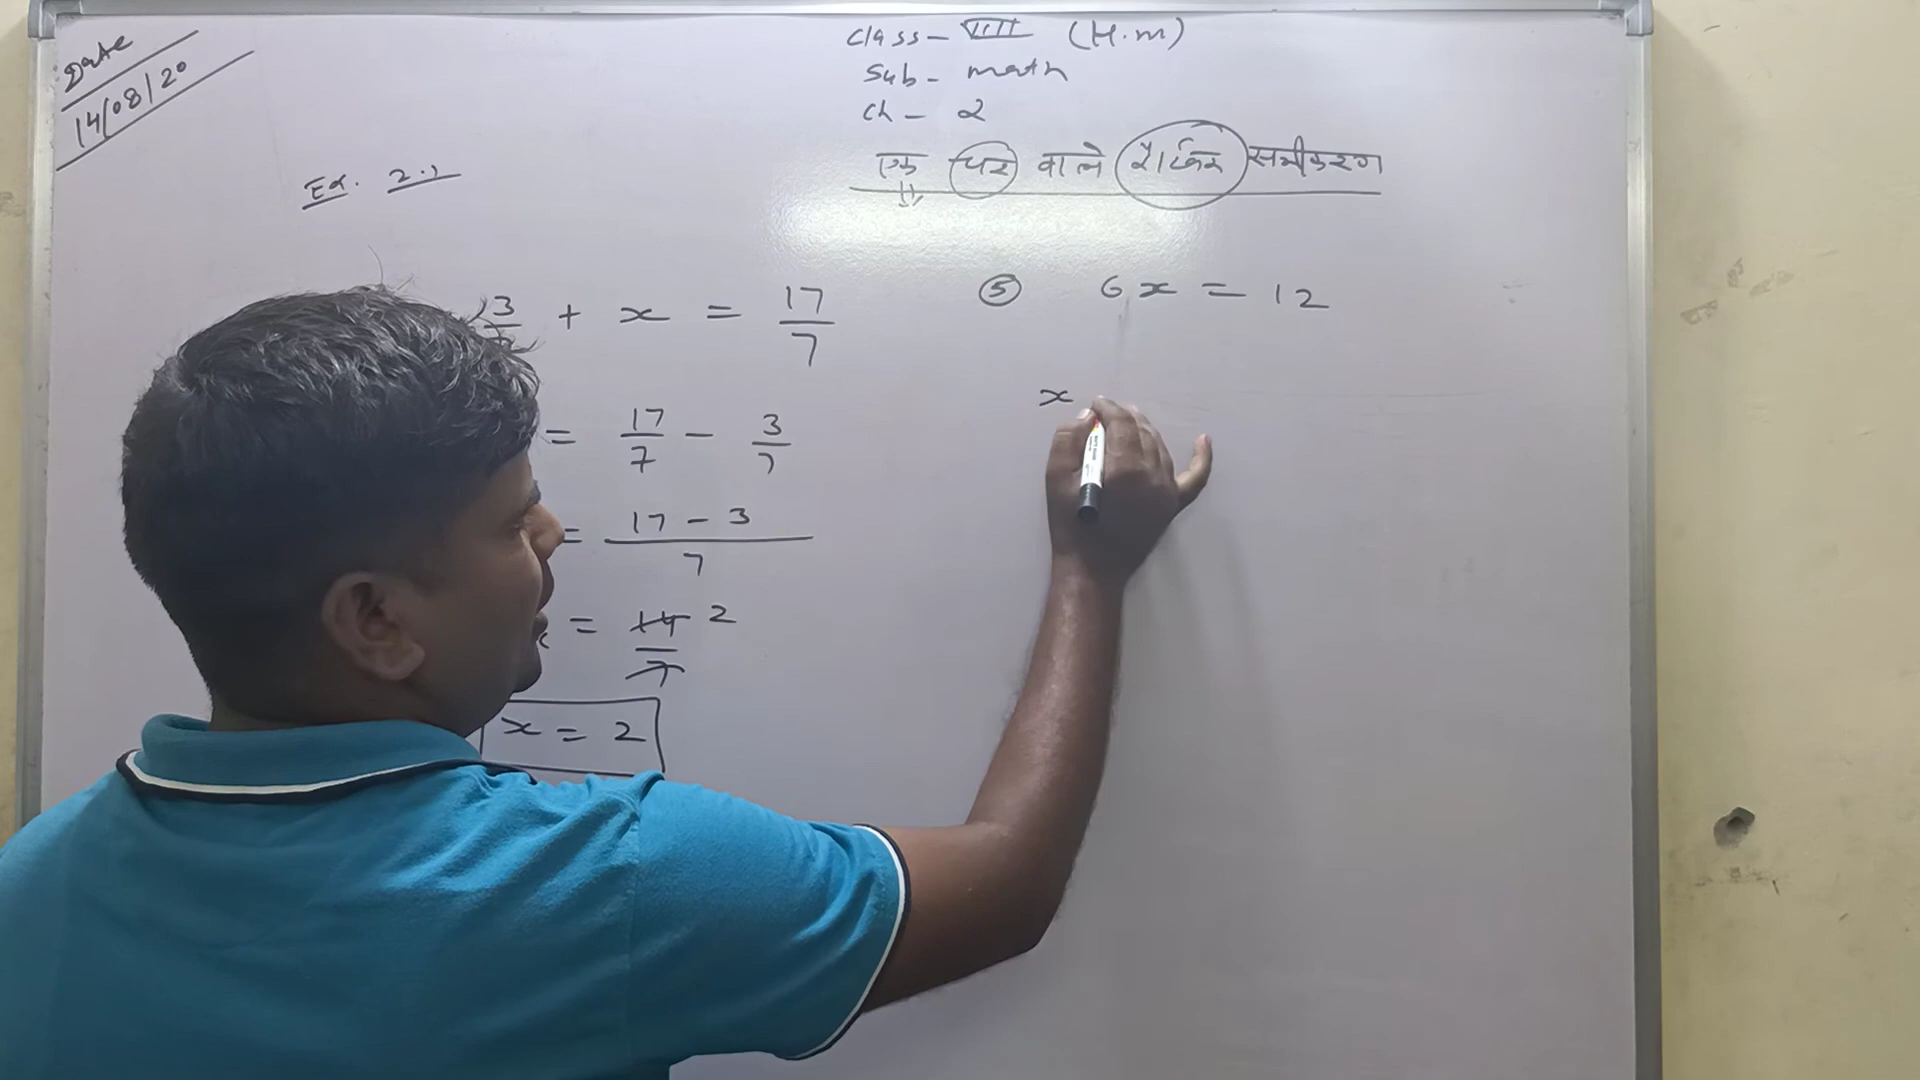 Date
14/08/20
Class - VIII (H.M)
Sub - math
Ch - 2
एक चर वाले रैखिक समीकरण
Ex. 2.1
3 + x = 17/7
= 17/7 - 3/7
= 17 - 3 / 7
x = 14/7 2
x = 2
⑤ 6x = 12
x